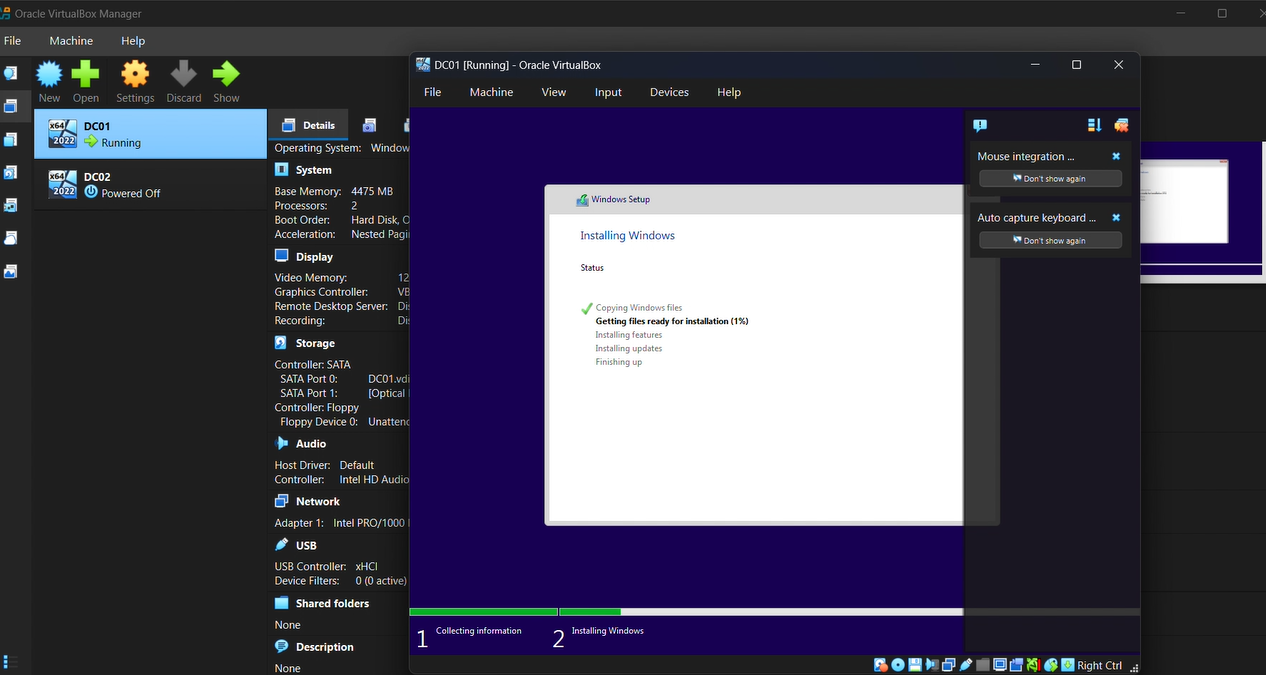 Oracle VirtualBox Manager
File Machine Help
New Open Settings Discard Show
x64 2022 DC01
Running
x64 2022 DC02
Powered Off
Details
Operating System: Window
System
Base Memory: 4475 MB
Processors: 2
Boot Order: Hard Disk, O
Acceleration: Nested Pagi
Display
Video Memory: 12
Graphics Controller: VB
Remote Desktop Server: Di
Recording: Di
Storage
Controller: SATA
SATA Port 0: DC01.vdi
SATA Port 1: [Optical
Controller: Floppy
Floppy Device 0: Unattend
Audio
Host Driver: Default
Controller: Intel HD Audio
Network
Adapter 1: Intel PRO/1000
USB
USB Controller: xHCI
Device Filters: 0 (0 active)
Shared folders
None
Description
None
DC01 [Running] - Oracle VirtualBox
File Machine View Input Devices Help
Windows Setup
Installing Windows
Status
Copying Windows files
Getting files ready for installation (1%)
Installing features
Installing updates
Finishing up
1 Collecting information
2 Installing Windows
Mouse integration ...
Don't show again
Auto capture keyboard ...
Don't show again
Right Ctrl